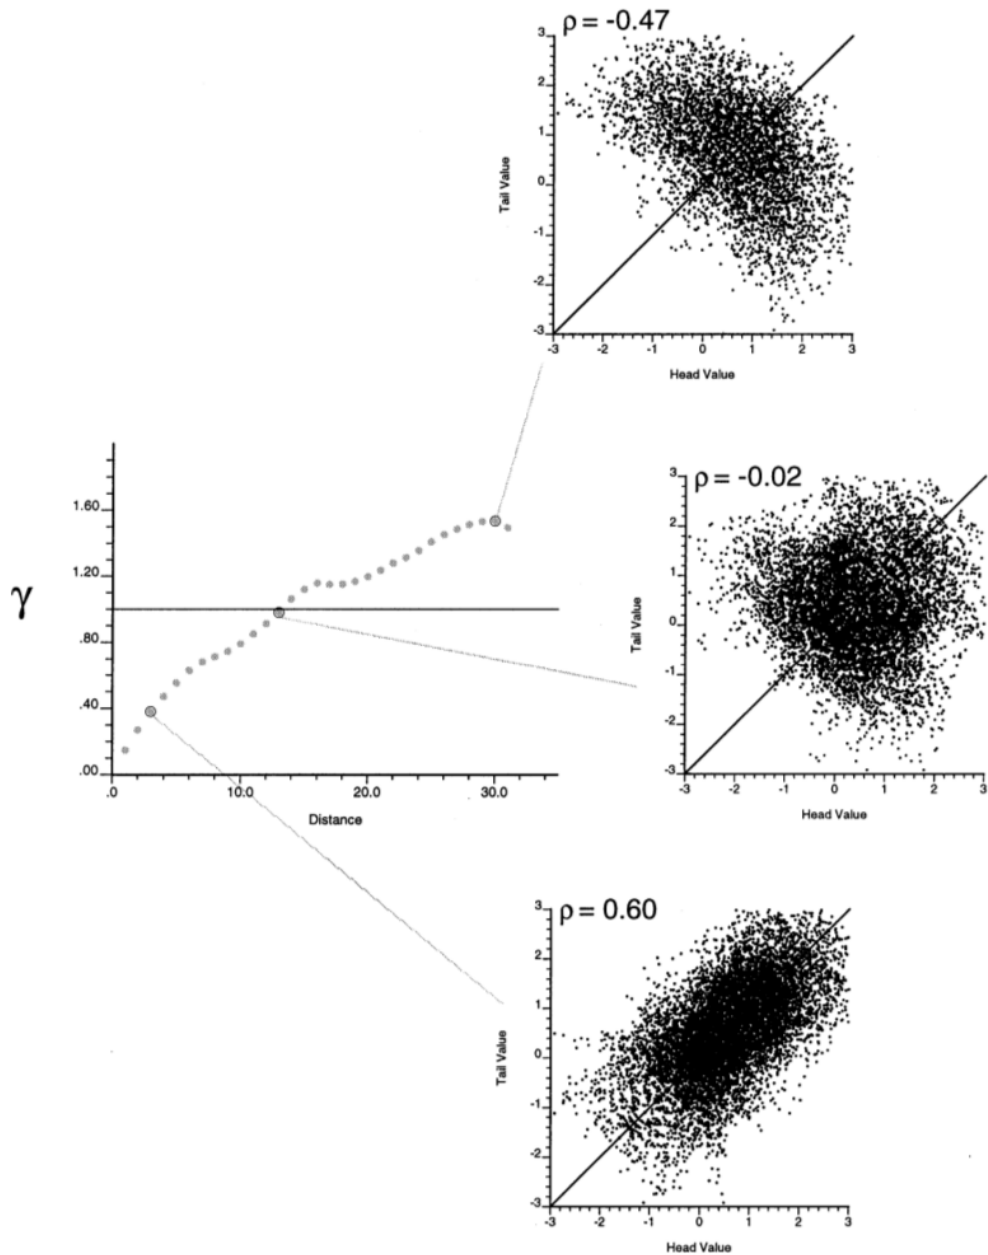 ρ = -0.47
3
2
1
0
-1
-2
-3
Tail Value
-3 -2 -1 0 1 2 3
Head Value
γ
1.60
1.20
.80
.40
.00
.0 10.0 20.0 30.0
Distance
ρ = -0.02
3
2
1
0
-1
-2
-3
Tail Value
-3 -2 -1 0 1 2 3
Head Value
ρ = 0.60
3
2
1
0
-1
-2
-3
Tail Value
-3 -2 -1 0 1 2 3
Head Value